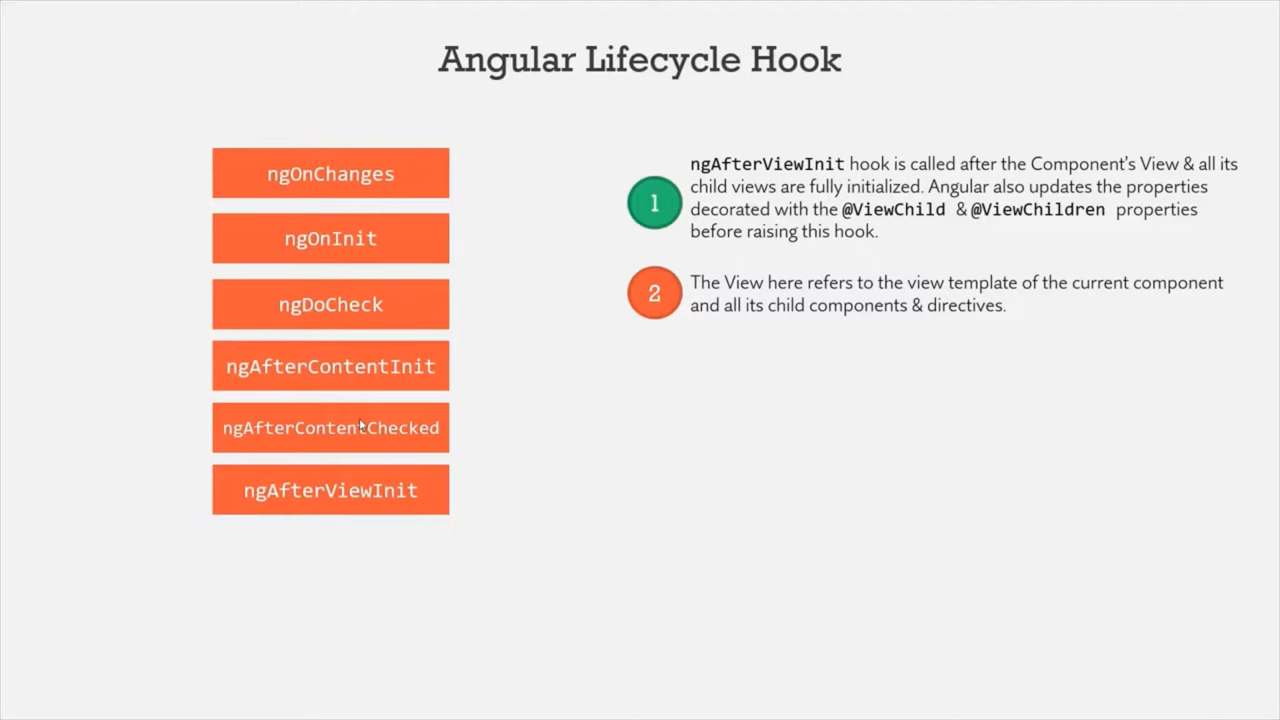 Angular Lifecycle Hook
ngOnChanges
ngOnInit
ngDoCheck
ngAfterContentInit
ngAfterContentChecked
ngAfterViewInit
1
ngAfterViewInit hook is called after the Component's View & all its
child views are fully initialized. Angular also updates the properties
decorated with the @ViewChild & @ViewChildren properties
before raising this hook.
2
The View here refers to the view template of the current component
and all its child components & directives.